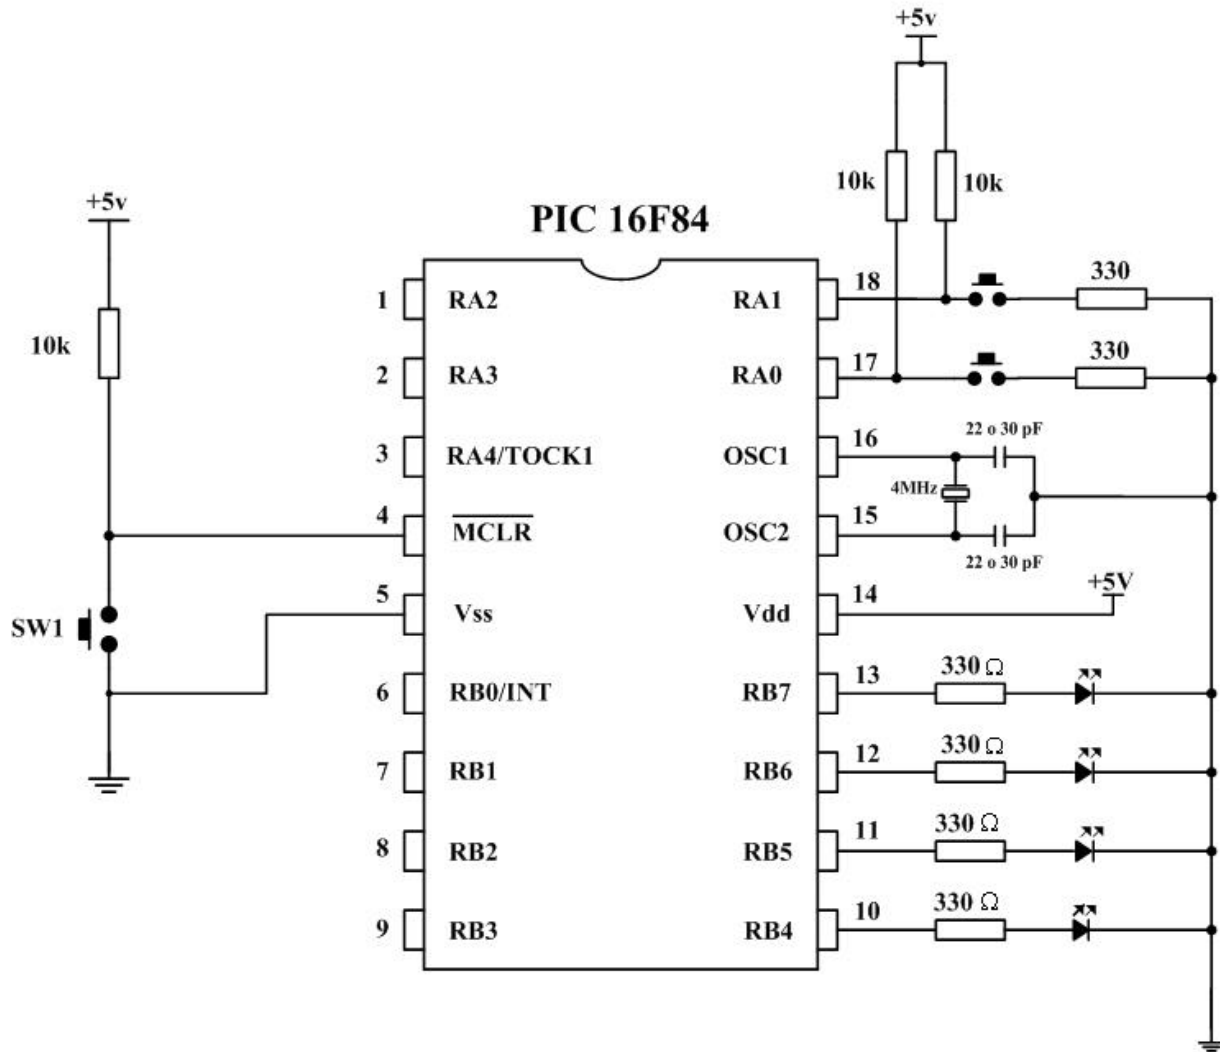 +5v
+5v
10k
10k
PIC 16F84
10k
SW1
1
RA2
2
RA3
3
RA4/TOCK1
4
MCLR
5
Vss
6
RB0/INT
7
RB1
8
RB2
9
RB3
RA1
18
330
RA0
17
330
OSC1
16
22 o 30 pF
4MHz
OSC2
15
22 o 30 pF
Vdd
14
+5V
RB7
13
330 Ω
RB6
12
330 Ω
RB5
11
330 Ω
RB4
10
330 Ω